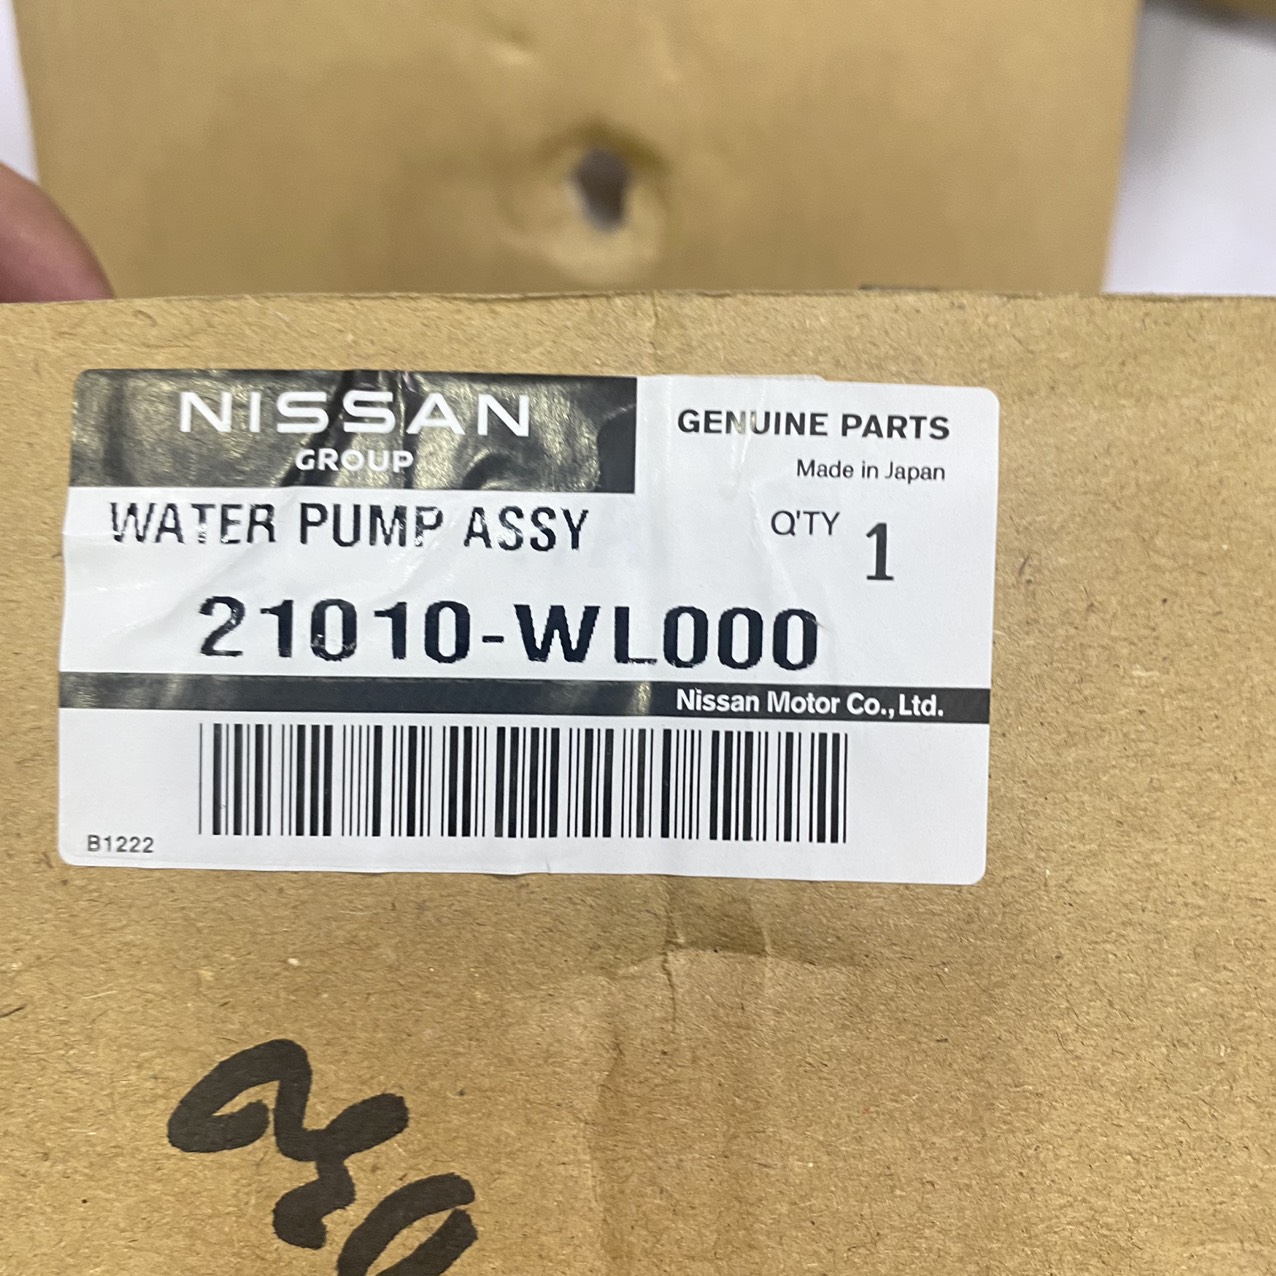 NISSAN
GROUP
GENUINE PARTS
Made in Japan
WATER PUMP ASSY
Q'TY 1
21010-WL000
Nissan Motor Co., Ltd.
B1222